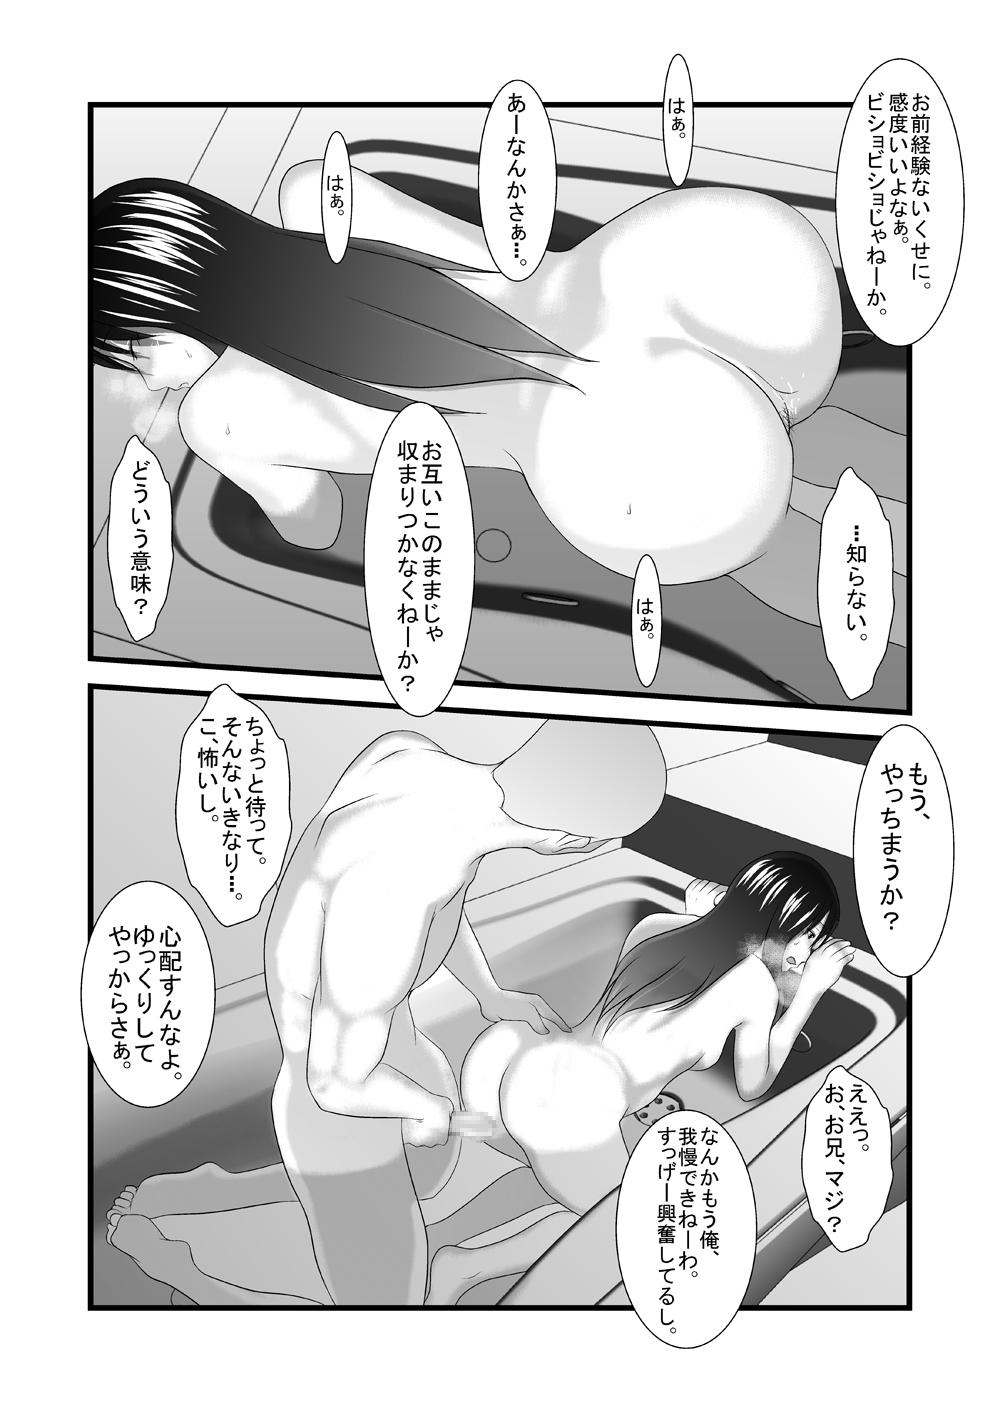 お前経験ないくせに。
感度いいよなぁ。
ビショビショじゃねーか。
はぁ。
あーなんかさぁ…。
はぁ。
…知らない。
はぁ。
お互いこのままじゃ
収まりつかなくねーか？
どういう意味？
もう、
やっちまうか？
ちょっと待って。
そんないきなり…。
こ、怖いし。
心配すんなよ。
ゆっくりして
やっからさぁ。
ええっ。
お、お兄、マジ？
なんかもう俺、
我慢できねーわ。
すっげー興奮してるし。